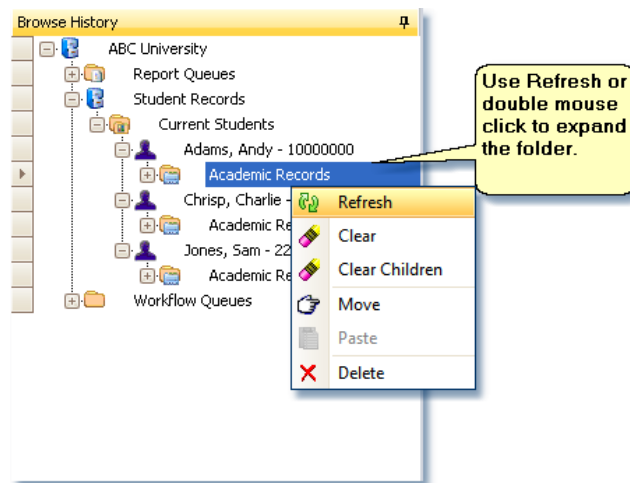 Browse History
ABC University
Report Queues
Student Records
Current Students
Adams, Andy - 10000000
Academic Records
Chrisp, Charlie -
Academic Re
Jones, Sam - 22
Academic Re
Workflow Queues
Refresh
Clear
Clear Children
Move
Paste
Delete
Use Refresh or
double mouse
click to expand
the folder.